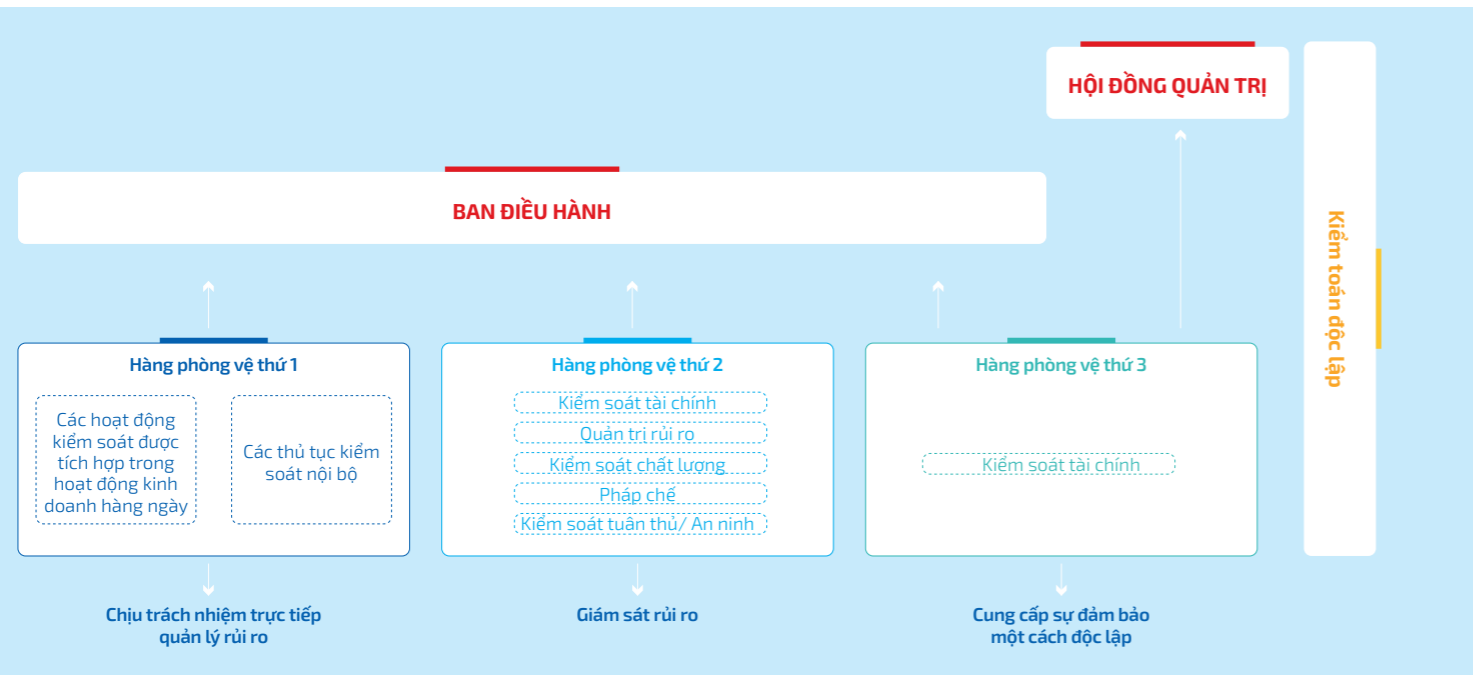 HỘI ĐỒNG QUẢN TRỊ
BAN ĐIỀU HÀNH
Kiểm toán độc lập
Hàng phòng vệ thứ 1
Các hoạt động
kiểm soát được
tích hợp trong
hoạt động kinh
doanh hàng ngày
Các thủ tục kiểm
soát nội bộ
Hàng phòng vệ thứ 2
Kiểm soát tài chính
Quản trị rủi ro
Kiểm soát chất lượng
Pháp chế
Kiểm soát tuân thủ/ An ninh
Hàng phòng vệ thứ 3
Kiểm soát tài chính
Chịu trách nhiệm trực tiếp
quản lý rủi ro
Giám sát rủi ro
Cung cấp sự đảm bảo
một cách độc lập